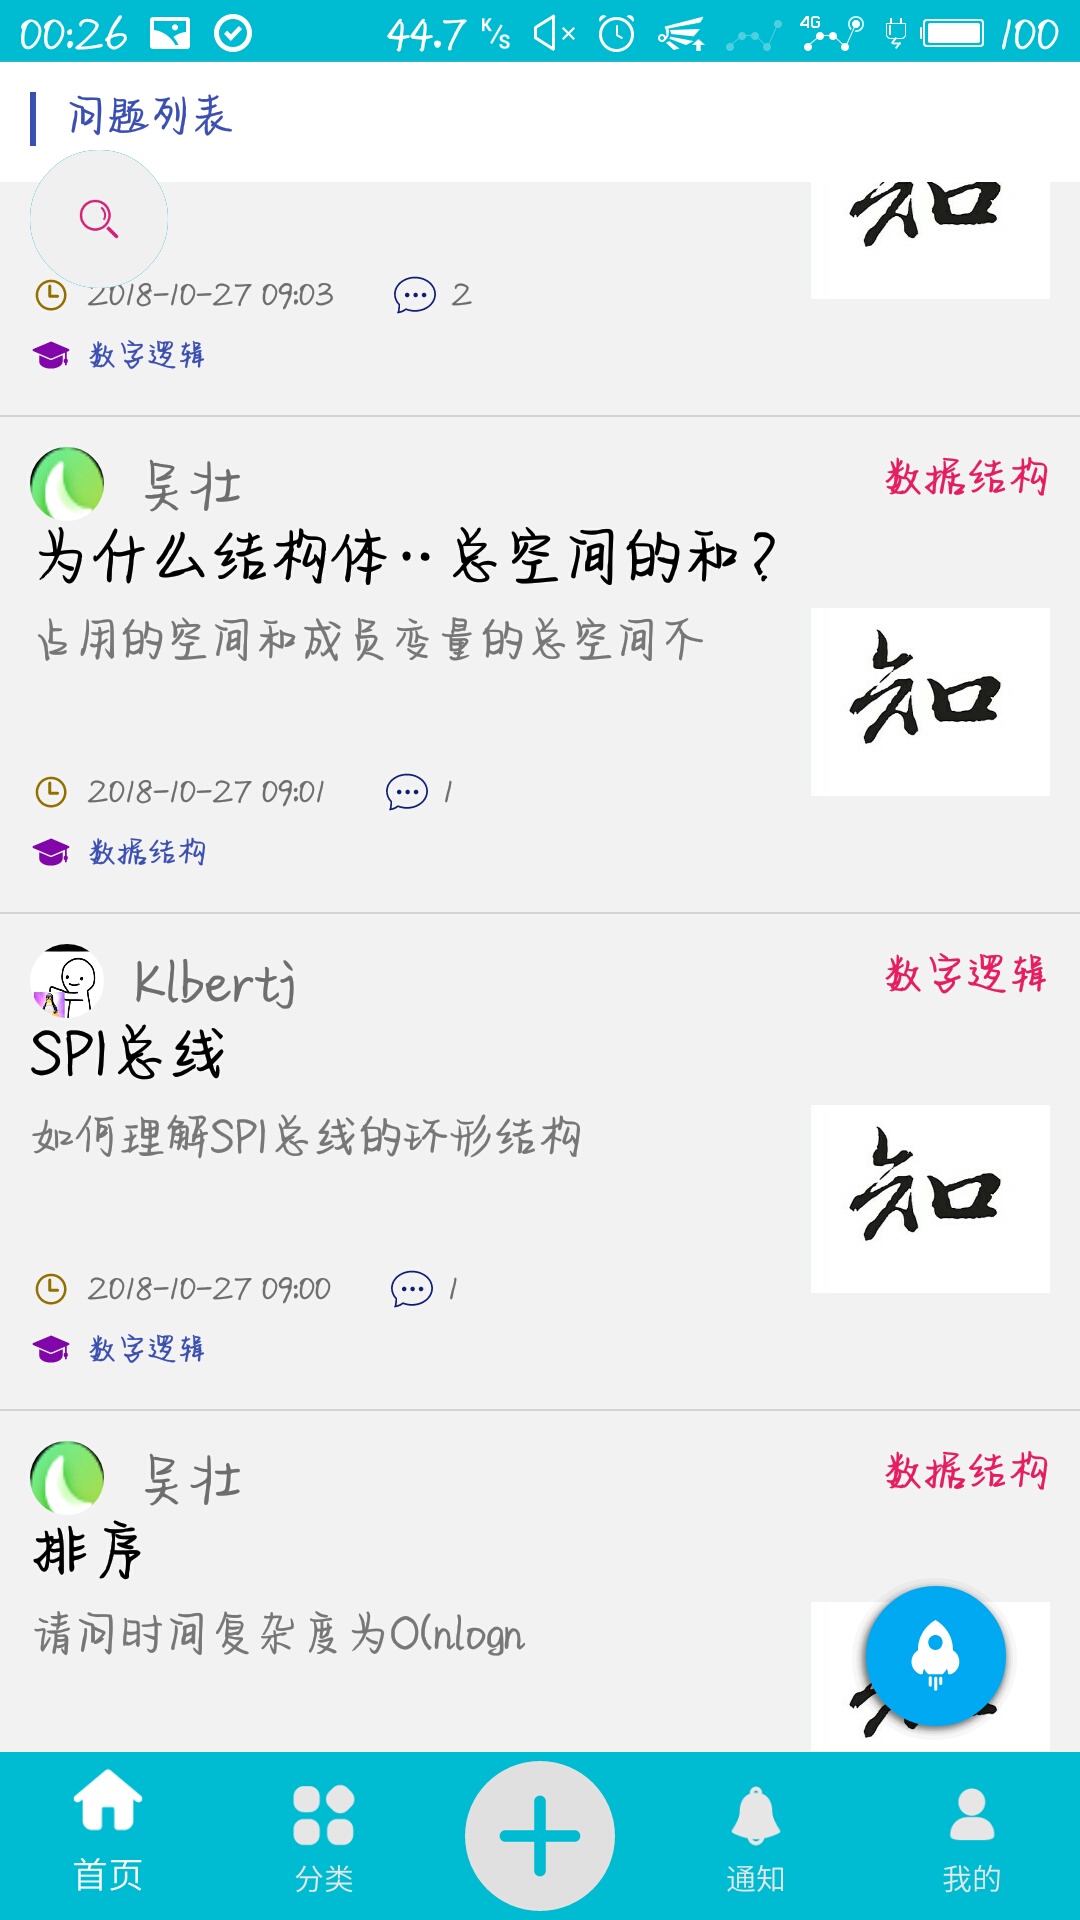 00:26 44.7 K/s 4G 100
问题列表
知
2018-10-27 09:03 2
数字逻辑
吴壮 数据结构
为什么结构体··总空间的和？
占用的空间和成员变量的总空间不
知
2018-10-27 09:01 1
数据结构
Klbertj 数字逻辑
SPI总线
如何理解SPI总线的环形结构
知
2018-10-27 09:00 1
数字逻辑
吴壮 数据结构
排序
请问时间复杂度为O(nlogn
首页 分类 通知 我的